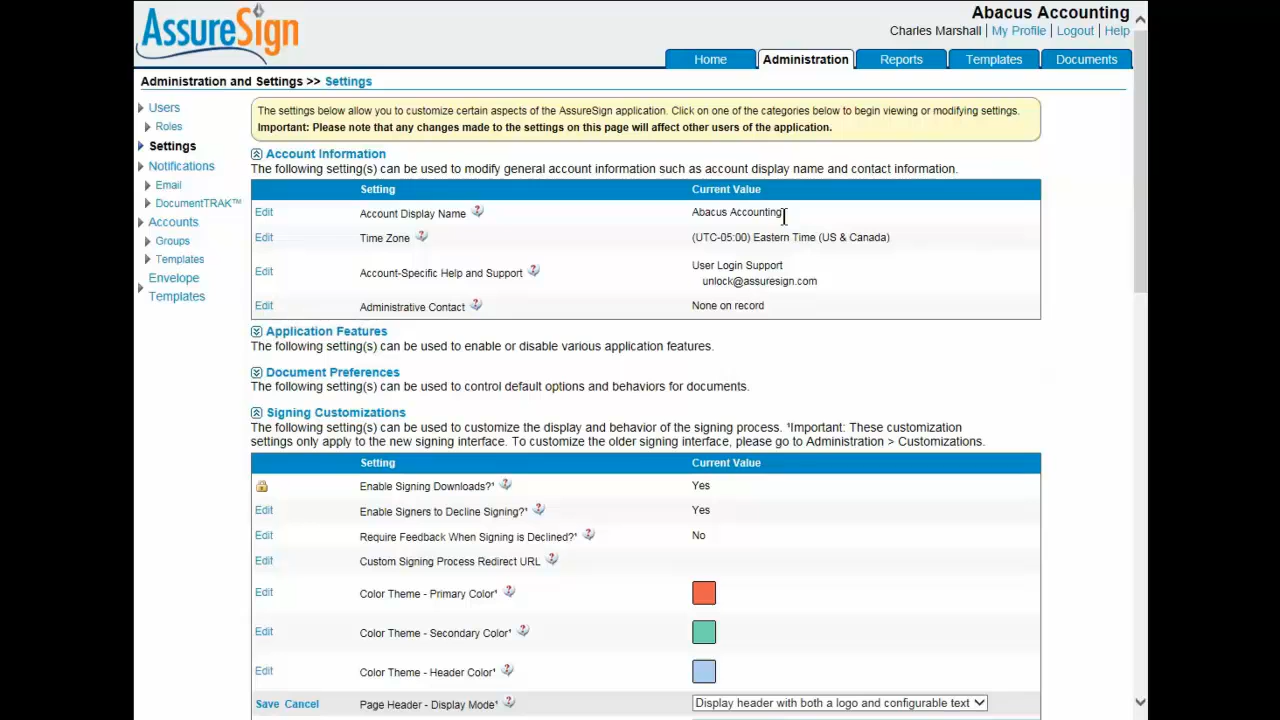 AssureSign
Abacus Accounting
Charles Marshall | My Profile | Logout | Help
Home Administration Reports Templates Documents
Administration and Settings >> Settings
Users
Roles
Settings
Notifications
Email
DocumentTRAK™
Accounts
Groups
Templates
Envelope
Templates
The settings below allow you to customize certain aspects of the AssureSign application. Click on one of the categories below to begin viewing or modifying settings.
Important: Please note that any changes made to the settings on this page will affect other users of the application.
Account Information
The following setting(s) can be used to modify general account information such as account display name and contact information.
Setting Current Value
Edit Account Display Name Abacus Accounting
Edit Time Zone (UTC-05:00) Eastern Time (US & Canada)
Edit Account-Specific Help and Support User Login Support
unlock@assuresign.com
Edit Administrative Contact None on record
Application Features
The following setting(s) can be used to enable or disable various application features.
Document Preferences
The following setting(s) can be used to control default options and behaviors for documents.
Signing Customizations
The following setting(s) can be used to customize the display and behavior of the signing process. ¹Important: These customization
settings only apply to the new signing interface. To customize the older signing interface, please go to Administration > Customizations.
Setting Current Value
Enable Signing Downloads?¹ Yes
Edit Enable Signers to Decline Signing?¹ Yes
Edit Require Feedback When Signing is Declined?¹ No
Edit Custom Signing Process Redirect URL
Edit Color Theme - Primary Color¹
Edit Color Theme - Secondary Color¹
Edit Color Theme - Header Color¹
Save Cancel Page Header - Display Mode¹ Display header with both a logo and configurable text